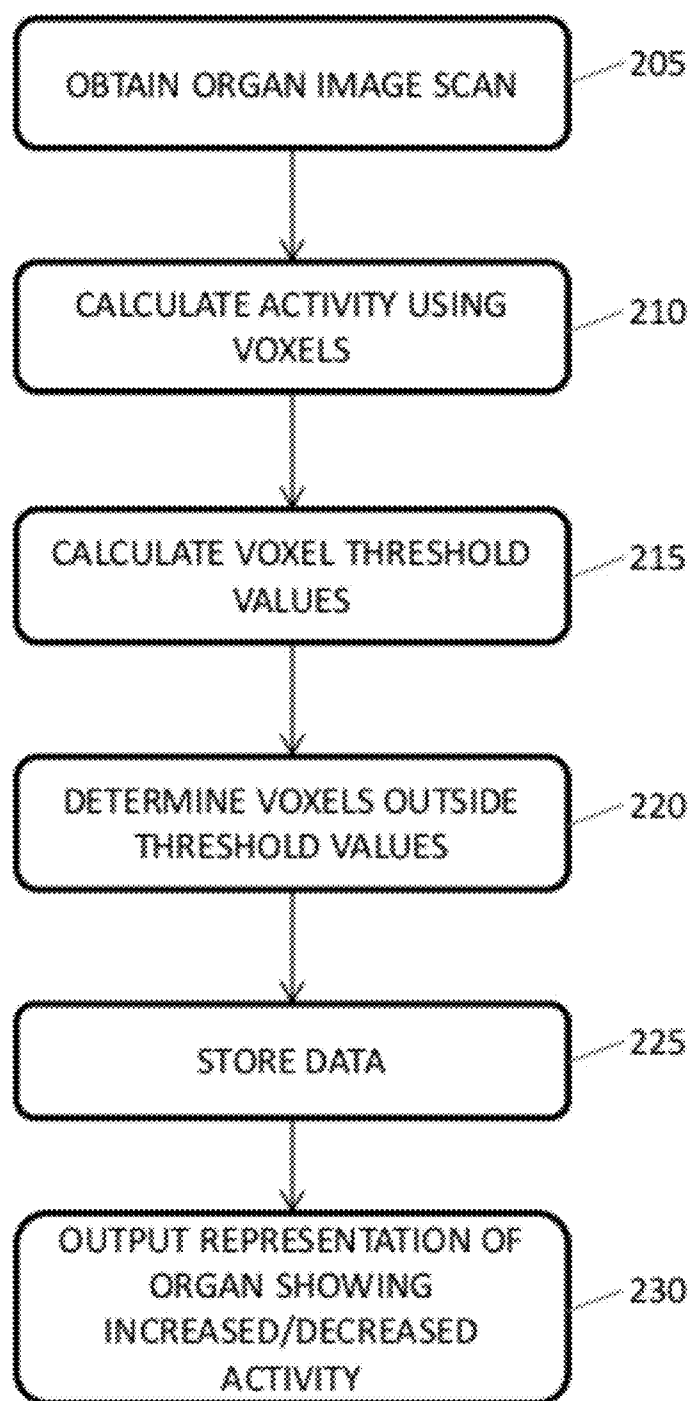 OBTAIN ORGAN IMAGE SCAN
205
CALCULATE ACTIVITY USING
VOXELS
210
CALCULATE VOXEL THRESHOLD
VALUES
215
DETERMINE VOXELS OUTSIDE
THRESHOLD VALUES
220
STORE DATA
225
OUTPUT REPRESENTATION OF
ORGAN SHOWING
INCREASED/DECREASED
ACTIVITY
230